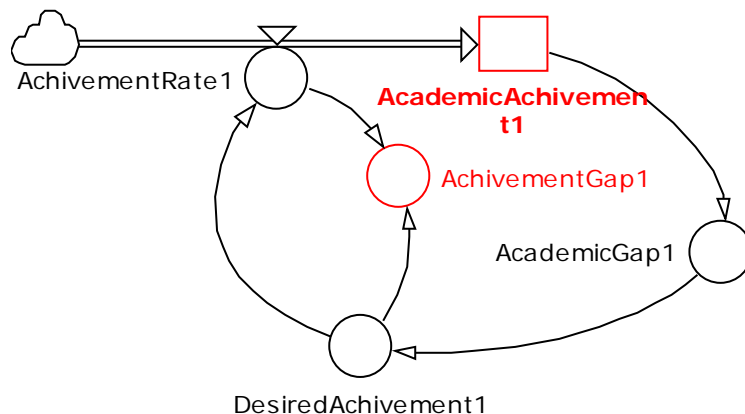 AchivementRate1
AcademicAchivemen
t1
AchivementGap1
AcademicGap1
DesiredAchivement1